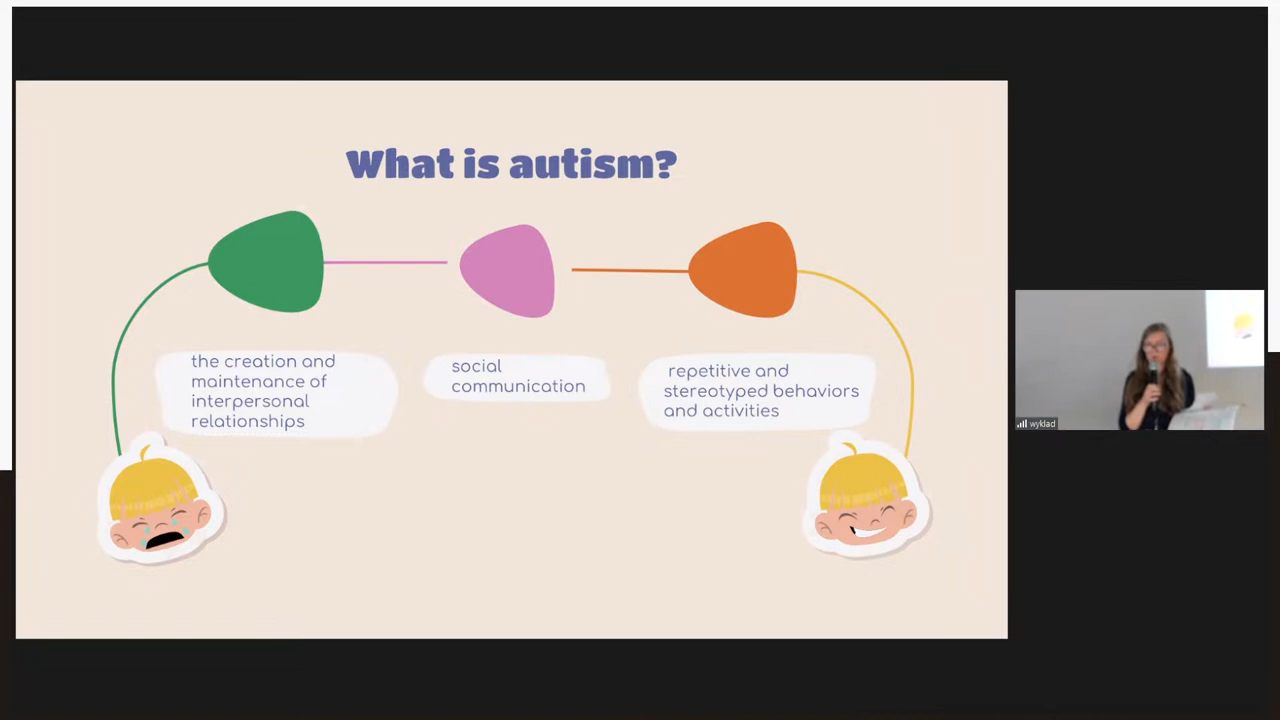 What is autism?
the creation and
maintenance of
interpersonal
relationships
social
communication
repetitive and
stereotyped behaviors
and activities
wyklad